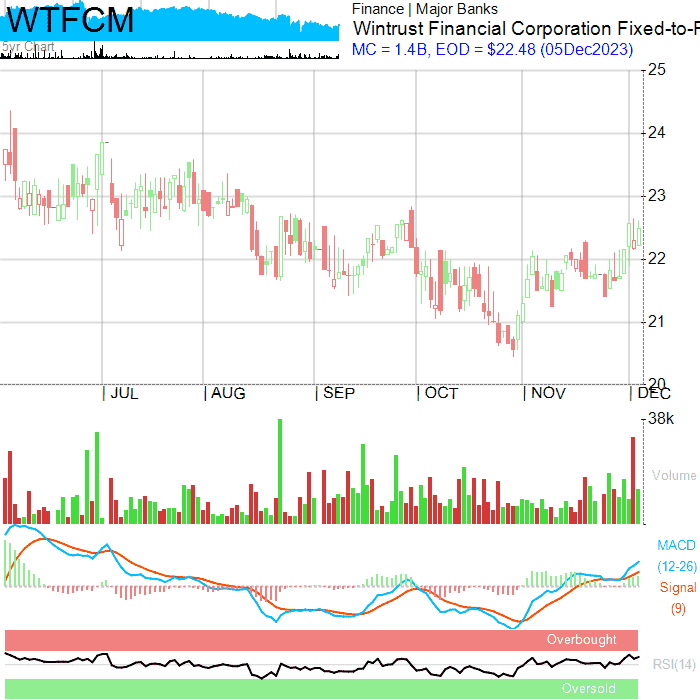 WTFCM
5yr Chart
Finance | Major Banks
Wintrust Financial Corporation Fixed-to-F
MC = 1.4B, EOD = $22.48 (05Dec2023)
25
24
23
22
21
20
| JUL | AUG | SEP | OCT | NOV | DEC
38k
Volume
MACD
(12-26)
Signal
(9)
Overbought
RSI(14)
Oversold